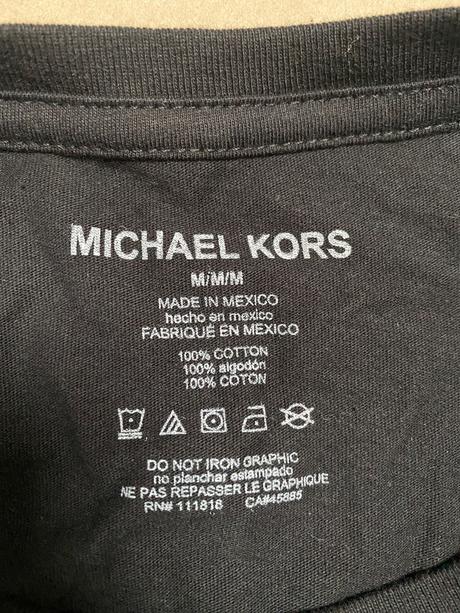 MICHAEL KORS
M/M/M
MADE IN MEXICO
hecho en mexico
FABRIQUÉ EN MEXICO
100% COTTON
100% algodón
100% COTON
DO NOT IRON GRAPHIC
no planchar estampado
NE PAS REPASSER LE GRAPHIQUE
RN# 111818 CA#45885